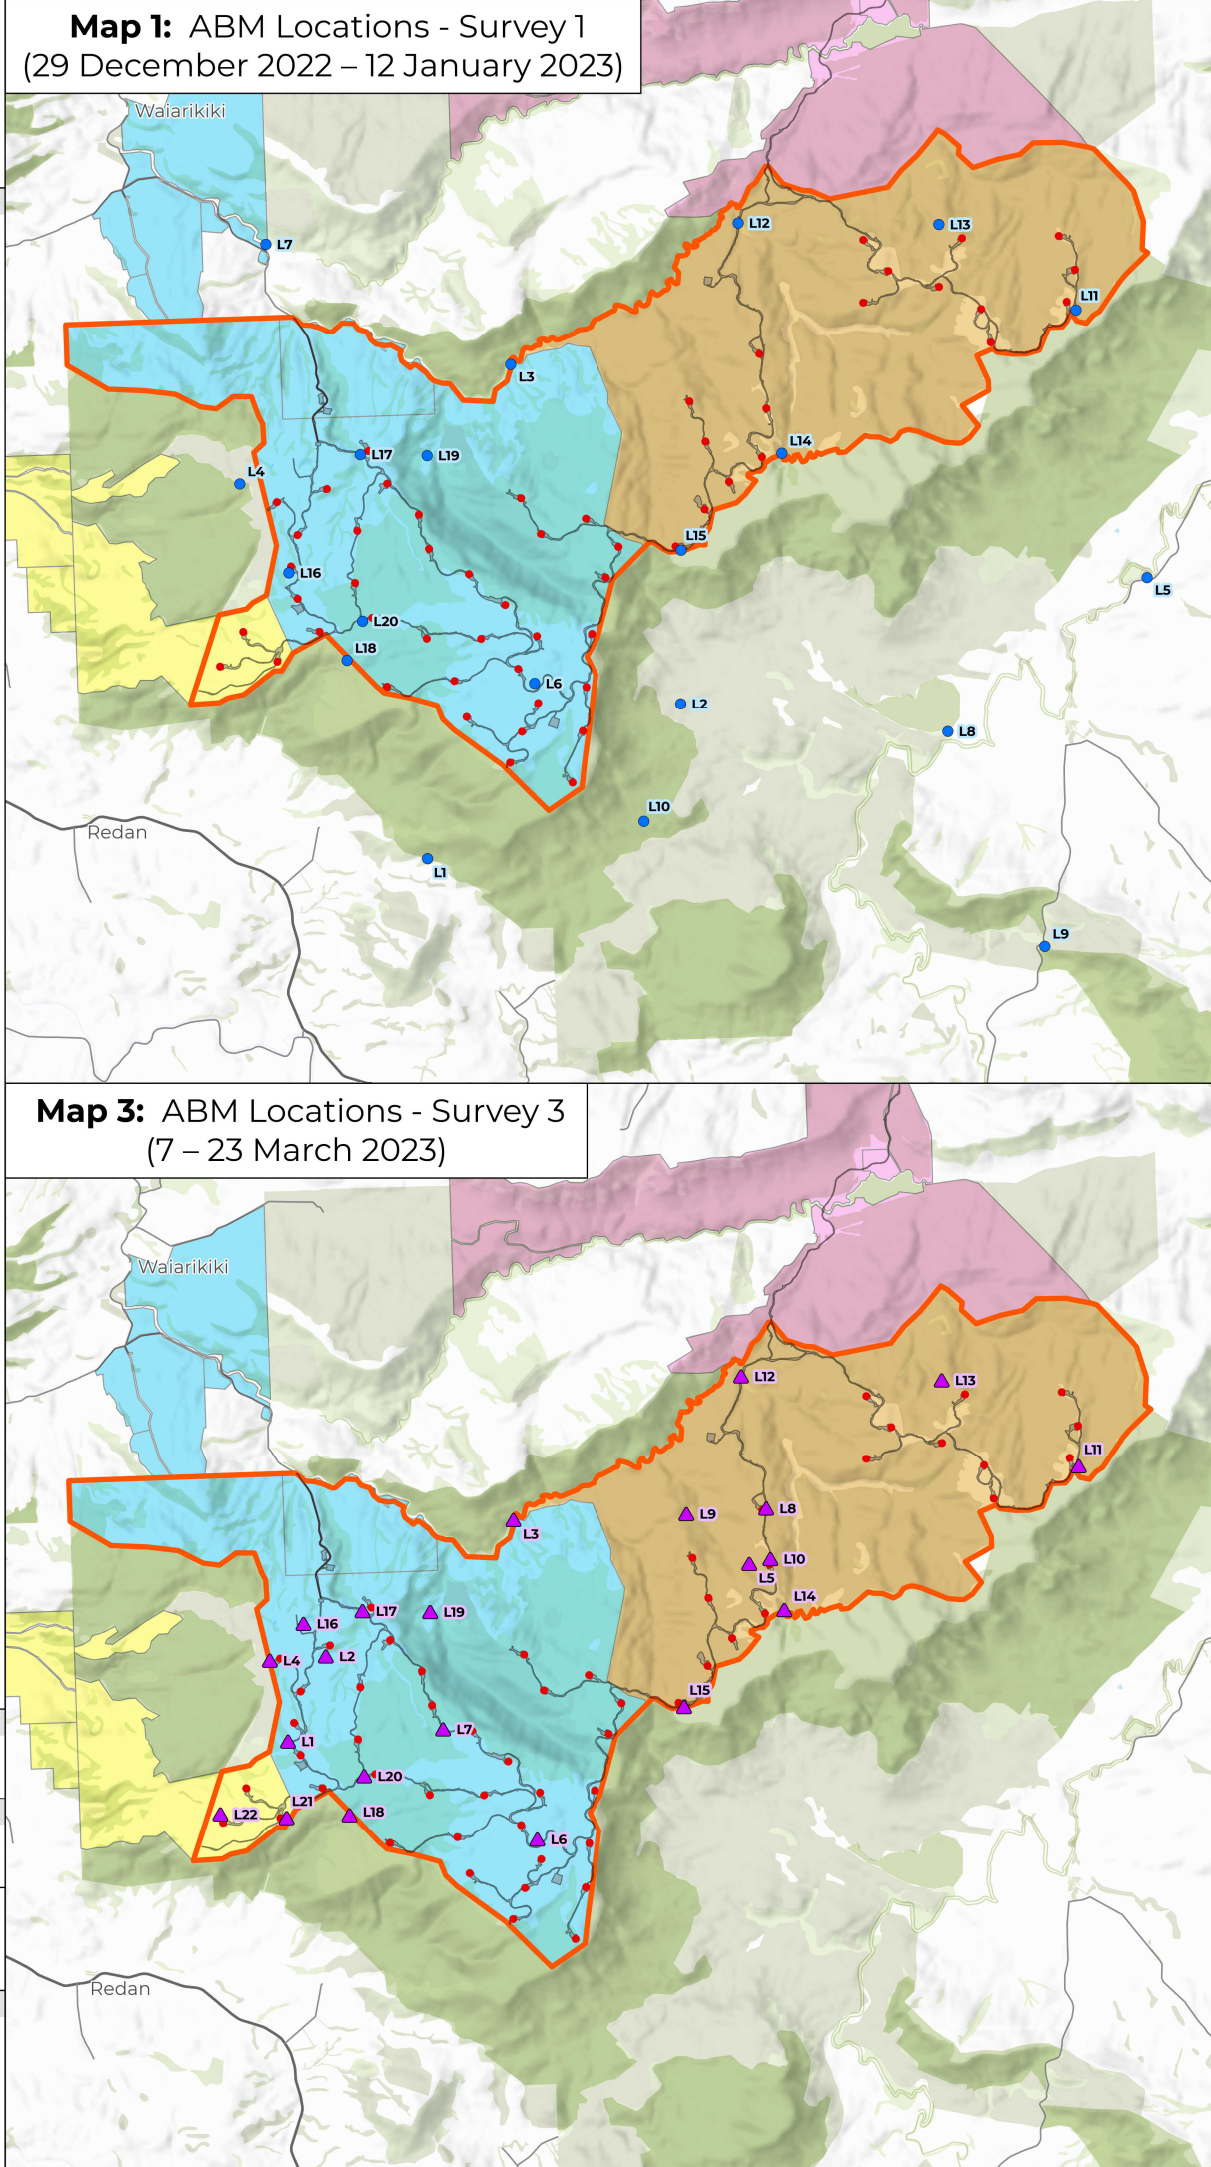 Map 1: ABM Locations - Survey 1
(29 December 2022 – 12 January 2023)
Waiarikiki
L7
L12
L13
L11
L3
L17
L19
L14
L4
L15
L16
L5
L20
L18
L6
L2
L8
L10
Redan
L1
L9
Map 3: ABM Locations - Survey 3
(7 – 23 March 2023)
Waiarikiki
L12
L13
L11
L9
L8
L3
L10
L5
L14
L17
L19
L16
L2
L4
L15
L7
L1
L20
L21
L22
L18
L6
Redan